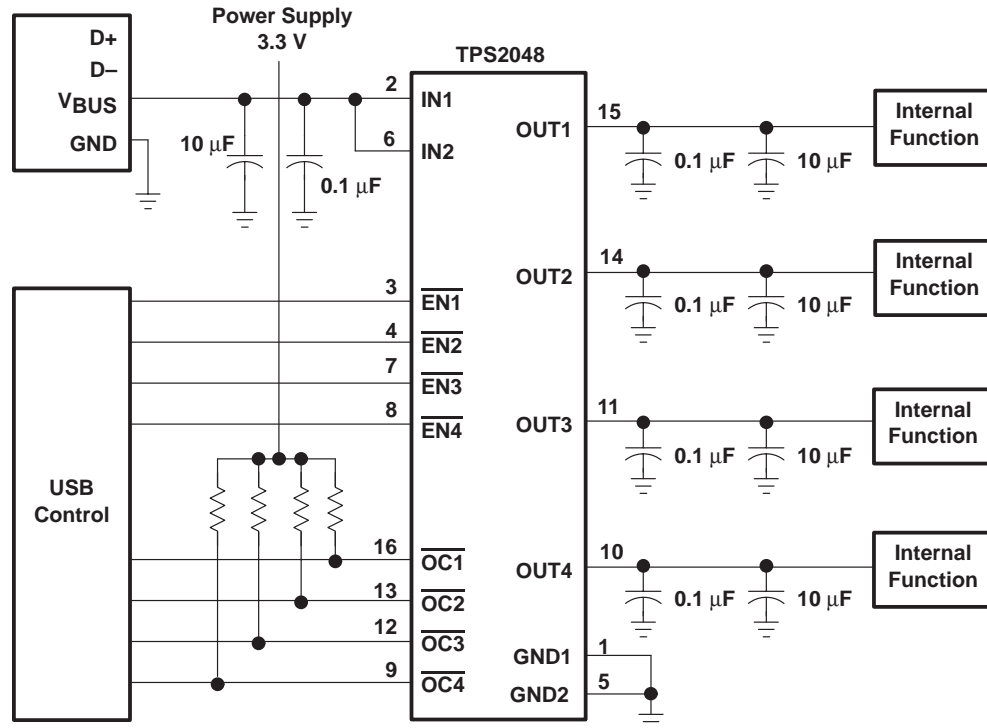 Power Supply
3.3 V
D+
D–
VBUS
GND
10 μF
0.1 μF
TPS2048
2
IN1
6
IN2
3
EN1
4
EN2
7
EN3
8
EN4
USB
Control
16
OC1
13
OC2
12
OC3
9
OC4
OUT1
15
0.1 μF
10 μF
Internal
Function
OUT2
14
0.1 μF
10 μF
Internal
Function
OUT3
11
0.1 μF
10 μF
Internal
Function
OUT4
10
0.1 μF
10 μF
Internal
Function
GND1
1
GND2
5